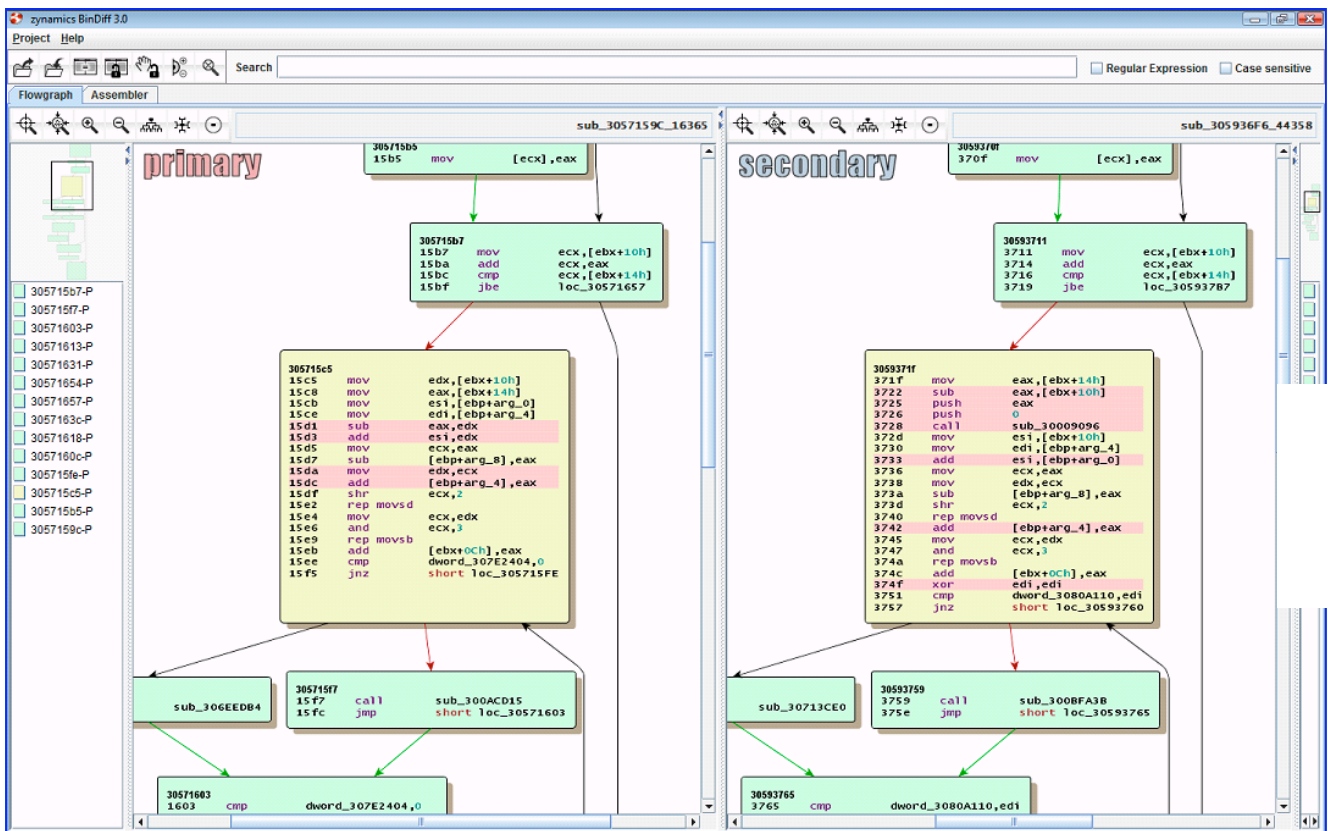 zynamics BinDiff 3.0
Project Help
Search
Regular Expression
Case sensitive
Flowgraph Assembler
sub_3057159C_16365
305715b7-P
305715f7-P
30571603-P
30571613-P
30571631-P
30571654-P
30571657-P
3057163c-P
30571618-P
3057160c-P
305715fe-P
305715c5-P
305715b5-P
3057159c-P
primary
305715b5
15b5 mov [ecx],eax
305715b7
15b7 mov ecx,[ebx+10h]
15ba add ecx,eax
15bc cmp ecx,[ebx+14h]
15bf jbe loc_30571657
305715c5
15c5 mov edx,[ebx+10h]
15c8 mov eax,[ebx+14h]
15cb mov esi,[ebp+arg_0]
15ce mov edi,[ebp+arg_4]
15d1 sub eax,edx
15d3 add esi,edx
15d5 mov ecx,eax
15d7 sub [ebp+arg_8],eax
15da mov edx,ecx
15dc add [ebp+arg_4],eax
15df shr ecx,2
15e2 rep movsd
15e4 mov ecx,edx
15e6 and ecx,3
15e9 rep movsb
15eb add [ebx+0Ch],eax
15ee cmp dword_307E2404,0
15f5 jnz short loc_305715FE
sub_306EEDB4
305715f7
15f7 call sub_300ACD15
15fc jmp short loc_30571603
30571603
1603 cmp dword_307E2404,0
sub_305936F6_44358
secondary
3059370f
370f mov [ecx],eax
30593711
3711 mov ecx,[ebx+10h]
3714 add ecx,eax
3716 cmp ecx,[ebx+14h]
3719 jbe loc_305937B7
3059371f
371f mov eax,[ebx+14h]
3722 sub eax,[ebx+10h]
3725 push eax
3726 push 0
3728 call sub_30009096
372d mov esi,[ebx+10h]
3730 mov edi,[ebp+arg_4]
3733 add esi,[ebp+arg_0]
3736 mov ecx,eax
3738 mov edx,ecx
373a sub [ebp+arg_8],eax
373d shr ecx,2
3740 rep movsd
3742 add [ebp+arg_4],eax
3745 mov ecx,edx
3747 and ecx,3
374a rep movsb
374c add [ebx+0Ch],eax
374f xor edi,edi
3751 cmp dword_3080A110,edi
3757 jnz short loc_30593760
sub_30713CE0
30593759
3759 call sub_300BFA3B
375e jmp short loc_30593765
30593765
3765 cmp dword_3080A110,edi